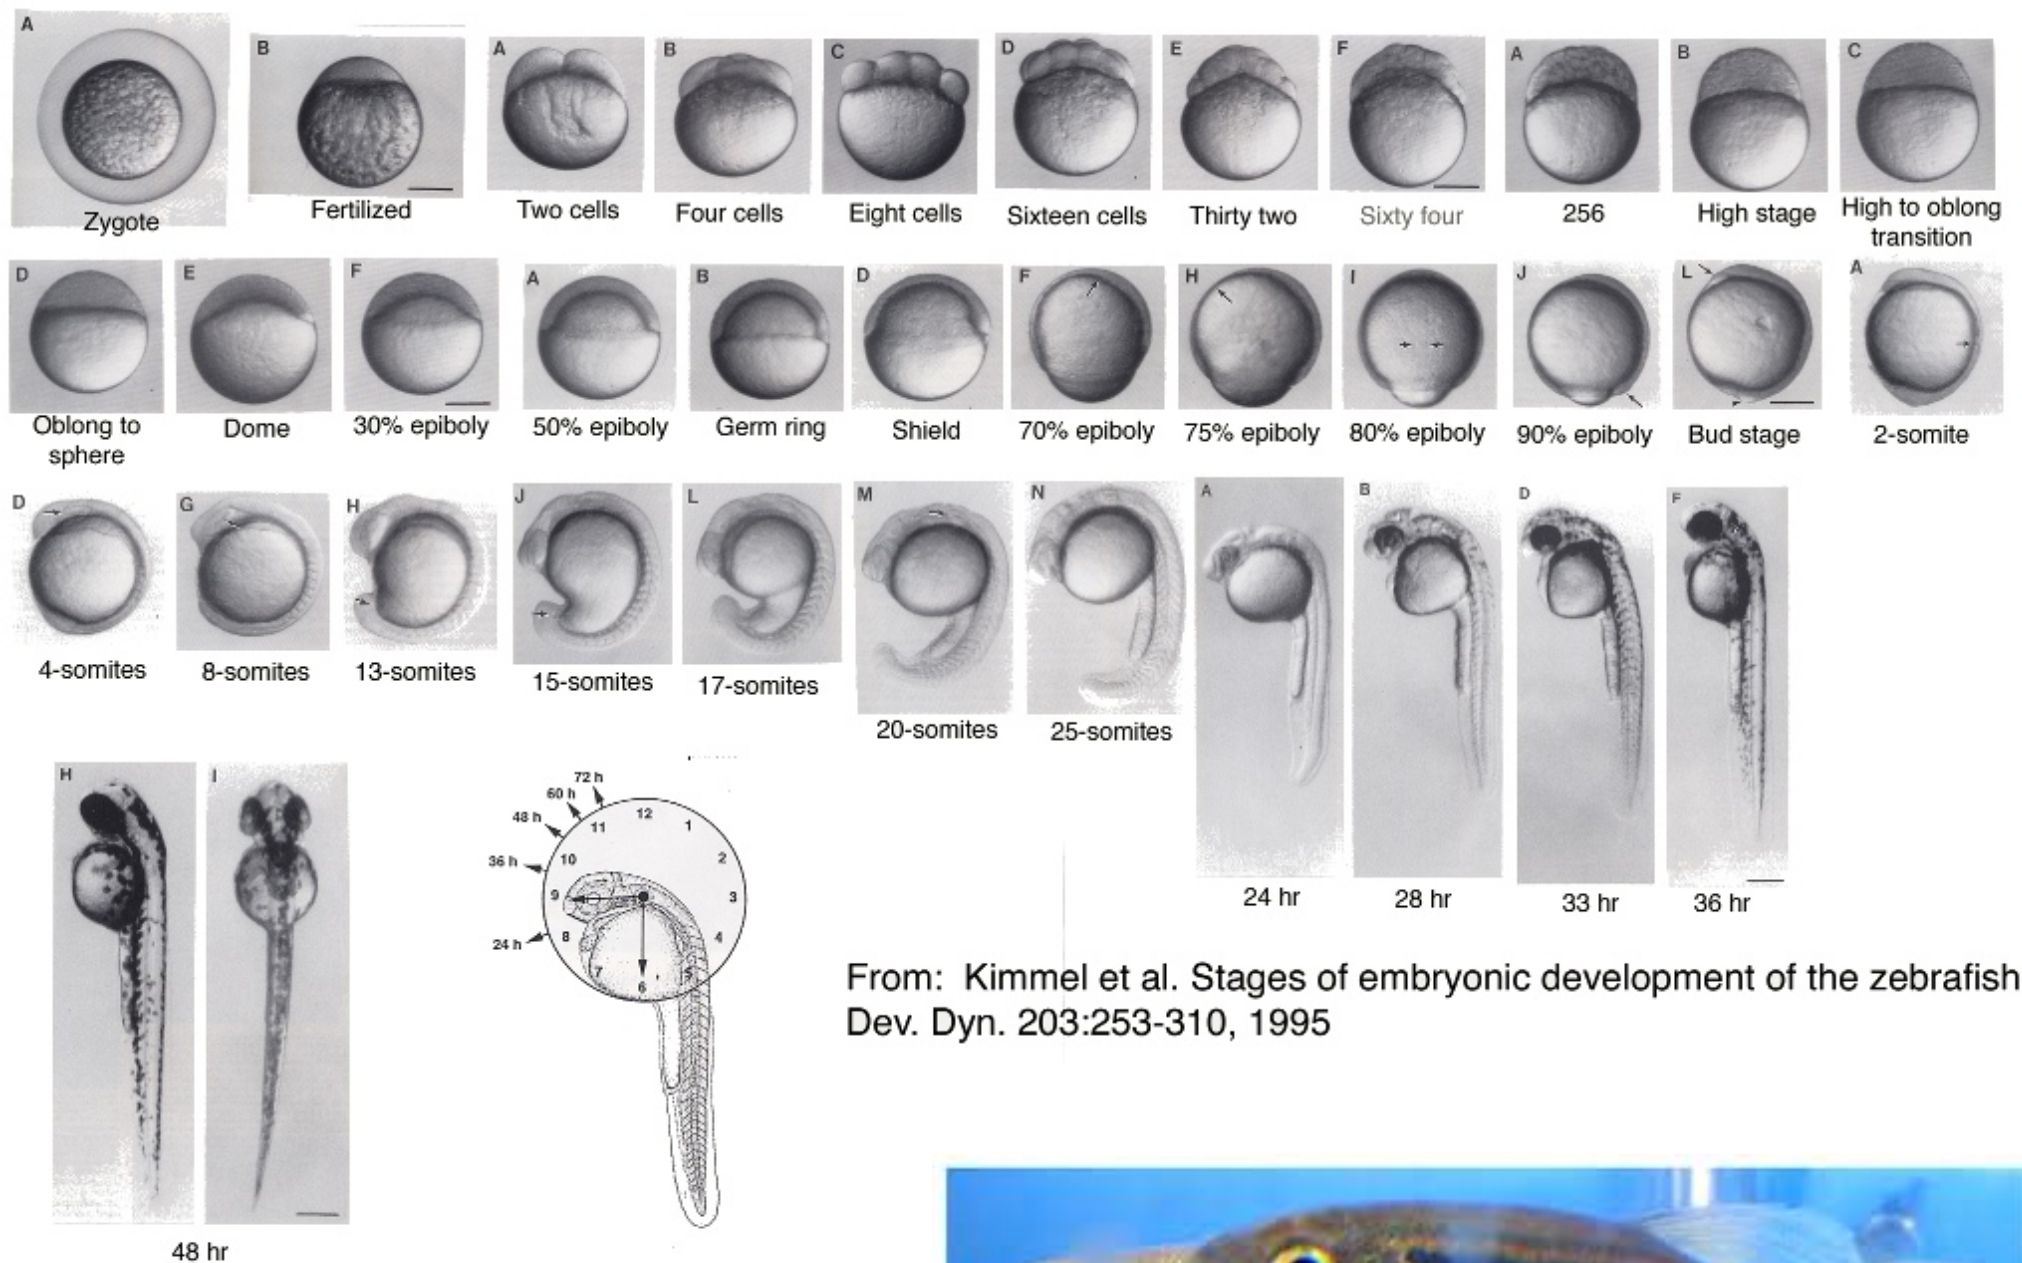 A
B
A
B
C
D
E
F
A
B
C
Zygote
Fertilized
Two cells
Four cells
Eight cells
Sixteen cells
Thirty two
Sixty four
256
High stage
High to oblong
transition
D
E
F
A
B
D
F
H
I
J
L
A
Oblong to
sphere
Dome
30% epiboly
50% epiboly
Germ ring
Shield
70% epiboly
75% epiboly
80% epiboly
90% epiboly
Bud stage
2-somite
D
G
H
J
L
M
N
A
B
D
F
4-somites
8-somites
13-somites
15-somites
17-somites
20-somites
25-somites
24 hr
28 hr
33 hr
36 hr
H
I
48 hr
72 h
60 h
48 h
36 h
24 h
12
1
2
3
4
5
6
7
8
9
10
11
From: Kimmel et al. Stages of embryonic development of the zebrafish
Dev. Dyn. 203:253-310, 1995